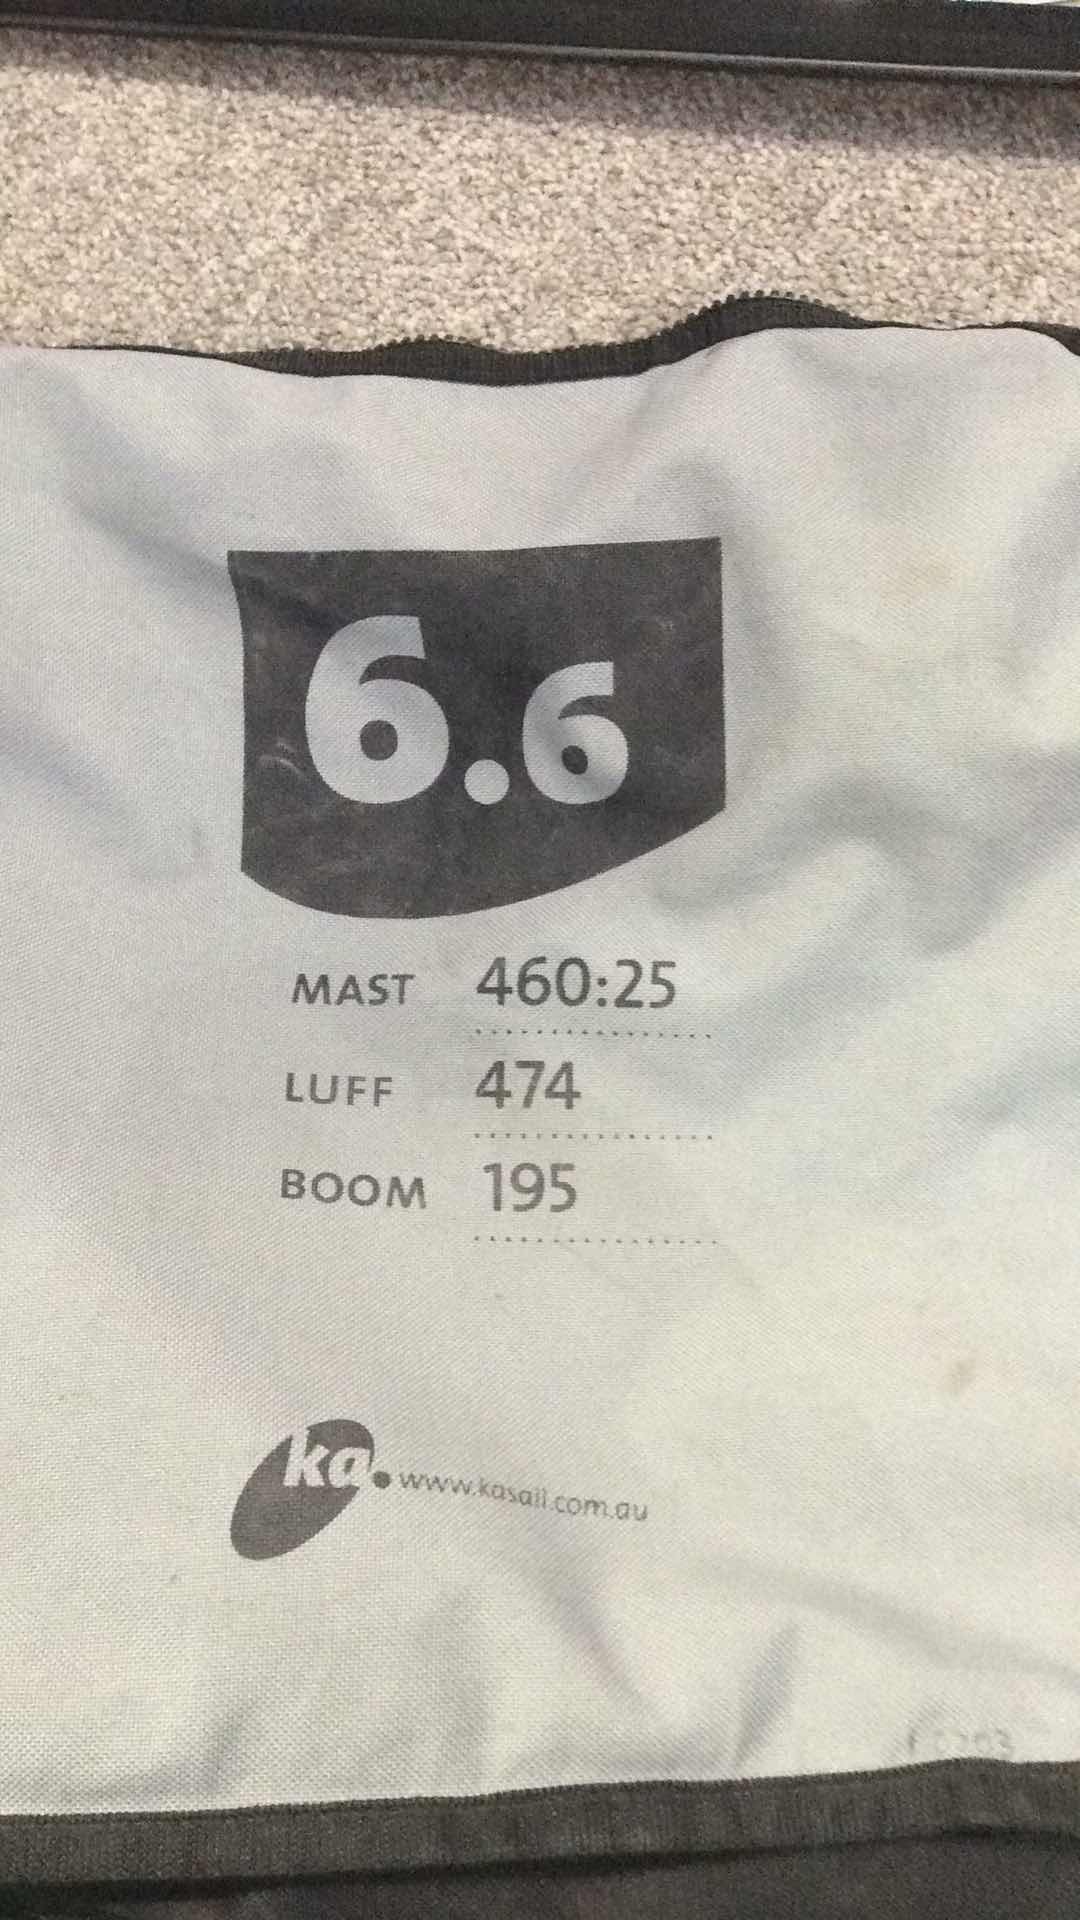 6.6
MAST 460:25
LUFF 474
BOOM 195
ka. www.kasail.com.au